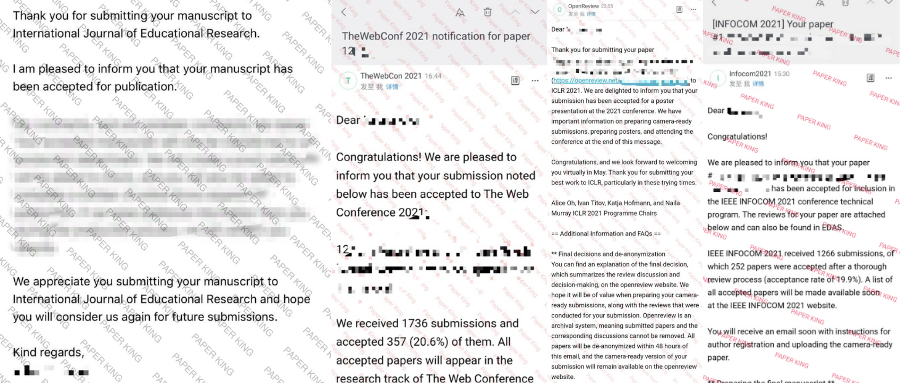 Thank you for submitting your manuscript to
International Journal of Educational Research.
I am pleased to inform you that your manuscript has
been accepted for publication.
We appreciate you submitting your manuscript to
International Journal of Educational Research and hope
you will consider us again for future submissions.
Kind regards,
TheWebConf 2021 notification for paper
12
T
TheWebCon 2021 16:44
发至 我 详情
Dear
Congratulations! We are pleased to
inform you that your submission noted
below has been accepted to The Web
Conference 2021.
12
We received 1736 submissions and
accepted 357 (20.6%) of them. All
accepted papers will appear in the
research track of The Web Conference
O
OpenReview
发至 我 详情
Dear
Thank you for submitting your paper
to
ICLR 2021. We are delighted to inform you that your
submission has been accepted for a poster
presentation at the 2021 conference. We have
important information on preparing camera-ready
submissions, preparing posters, and attending the
conference at the end of this message.
Congratulations, and we look forward to welcoming
you virtually in May. Thank you for submitting your
best work to ICLR, particularly in these trying times.
Alice Oh, Ivan Titov, Katja Hofmann, and Naila
Murray ICLR 2021 Programme Chairs
== Additional Information and FAQs ==
** Final decisions and de-anonymization
You can find an explanation of the final decision,
which summarizes the review discussion and
decision-making, on the openreview website. We
hope it will be of value when preparing your camera-
ready submissions, along with the reviews that were
conducted for your submission. Openreview is an
archival system, meaning submitted papers and the
corresponding discussions cannot be removed. All
papers will be de-anonymized within 48 hours of
this email, and the camera-ready version of your
submission will remain available on the openreview
website.
[INFOCOM 2021] Your paper
#1
I
Infocom2021 15:30
发至 我 详情
Dear
Congratulations!
We are pleased to inform you that your paper
#
has been accepted for inclusion in
the IEEE INFOCOM 2021 conference technical
program. The reviews for your paper are attached
below and can also be found in EDAS.
IEEE INFOCOM 2021 received 1266 submissions, of
which 252 papers were accepted after a thorough
review process (acceptance rate of 19.9%). A list of
all accepted papers will be made available soon
at the IEEE INFOCOM 2021 website.
You will receive an email soon with instructions for
author registration and uploading the camera-ready
paper.
** Preparing the final manuscript **
PAPER KING